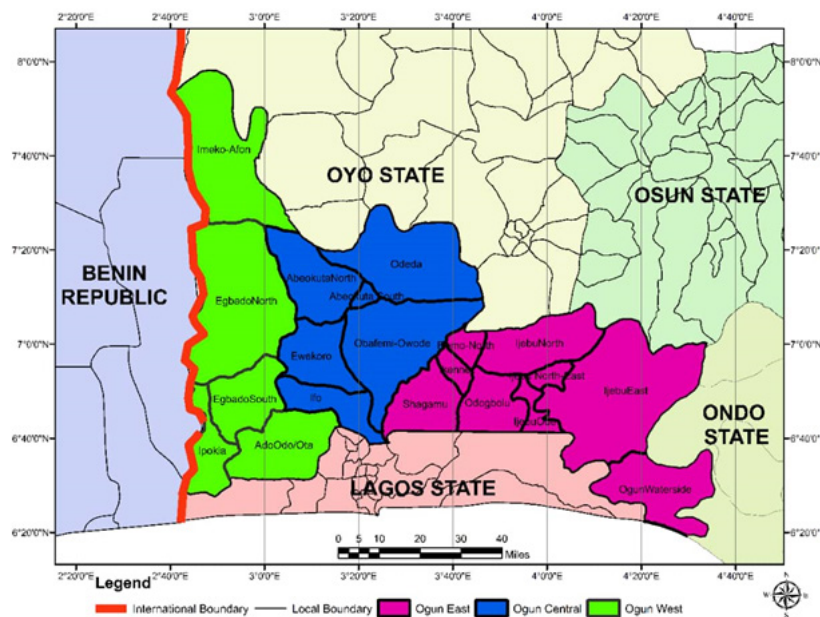 2°20'0"E 2°40'0"E 3°0'0"E 3°20'0"E 3°40'0"E 4°0'0"E 4°20'0"E 4°40'0"E
8°0'0"N 8°0'0"N
7°40'0"N 7°40'0"N
7°20'0"N 7°20'0"N
7°0'0"N 7°0'0"N
6°40'0"N 6°40'0"N
6°20'0"N 6°20'0"N
Imeko-Afon
OYO STATE
OSUN STATE
BENIN
REPUBLIC
Odeda
AbeokutaNorth
Abeokuta South
EgbadoNorth
Obafemi-Owode
Ewekoro
Remo-North
IjebuNorth
Ikenne
Ijebu North-East
IjebuEast
EgbadoSouth
Ifo
Shagamu
Odogbolu
IjebuOde
ONDO
STATE
Ipokia
AdoOdo/Ota
LAGOS STATE
OgunWaterside
0 5 10 20 30 40
Miles
2°20'0"E 2°40'0"E 3°0'0"E 3°20'0"E 3°40'0"E 4°0'0"E 4°20'0"E 4°40'0"E
Legend
International Boundary Local Boundary Ogun East Ogun Central Ogun West
N
W E
S